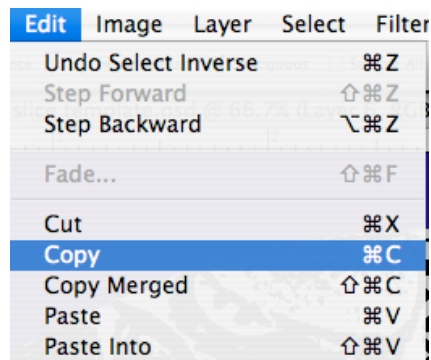 Edit Image Layer Select Filter
Undo Select Inverse ⌘Z
Step Forward ⇧⌘Z
Step Backward ⌥⌘Z
Fade... ⇧⌘F
Cut ⌘X
Copy ⌘C
Copy Merged ⇧⌘C
Paste ⌘V
Paste Into ⇧⌘V